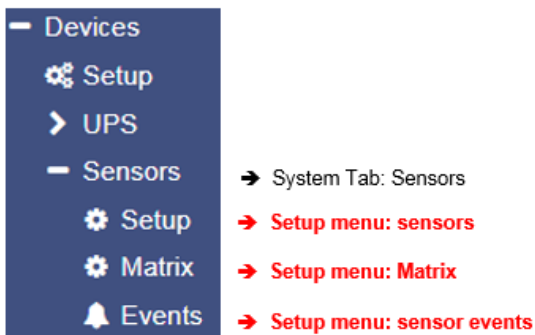 Devices
Setup
UPS
Sensors ➔ System Tab: Sensors
Setup ➔ Setup menu: sensors
Matrix ➔ Setup menu: Matrix
Events ➔ Setup menu: sensor events